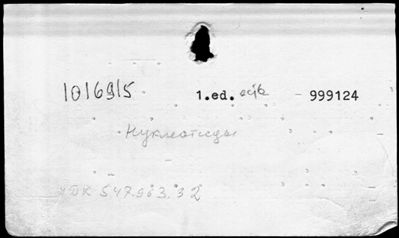 1016915 1.ed. - 999124
Нуклеотиды
УДК 547.963.32